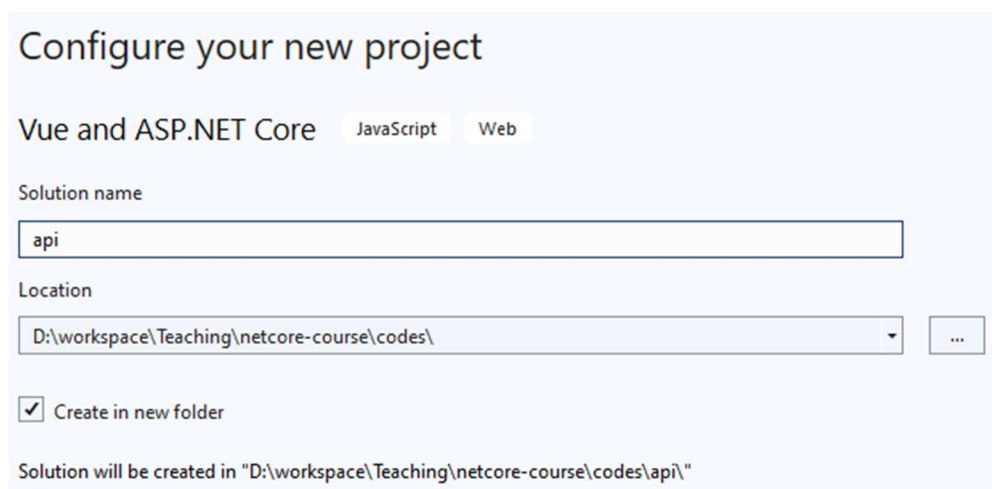 Configure your new project
Vue and ASP.NET Core JavaScript Web
Solution name
api
Location
D:\workspace\Teaching\netcore-course\codes\
...
Create in new folder
Solution will be created in "D:\workspace\Teaching\netcore-course\codes\api\"